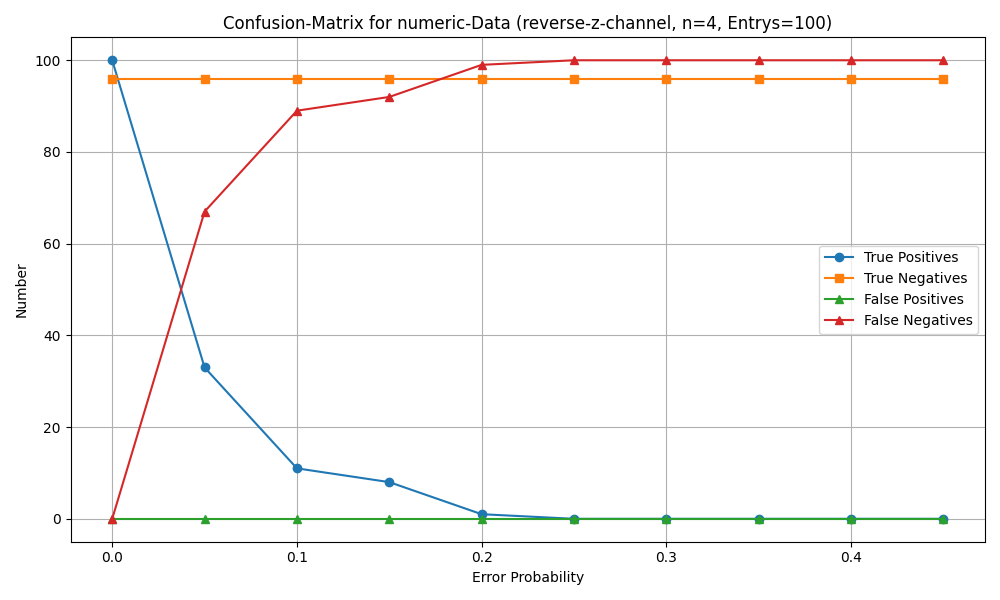 Confusion-Matrix for numeric-Data (reverse-z-channel, n=4, Entrys=100)
Number
100
80
60
40
20
0
True Positives
True Negatives
False Positives
False Negatives
0.0 0.1 0.2 0.3 0.4
Error Probability